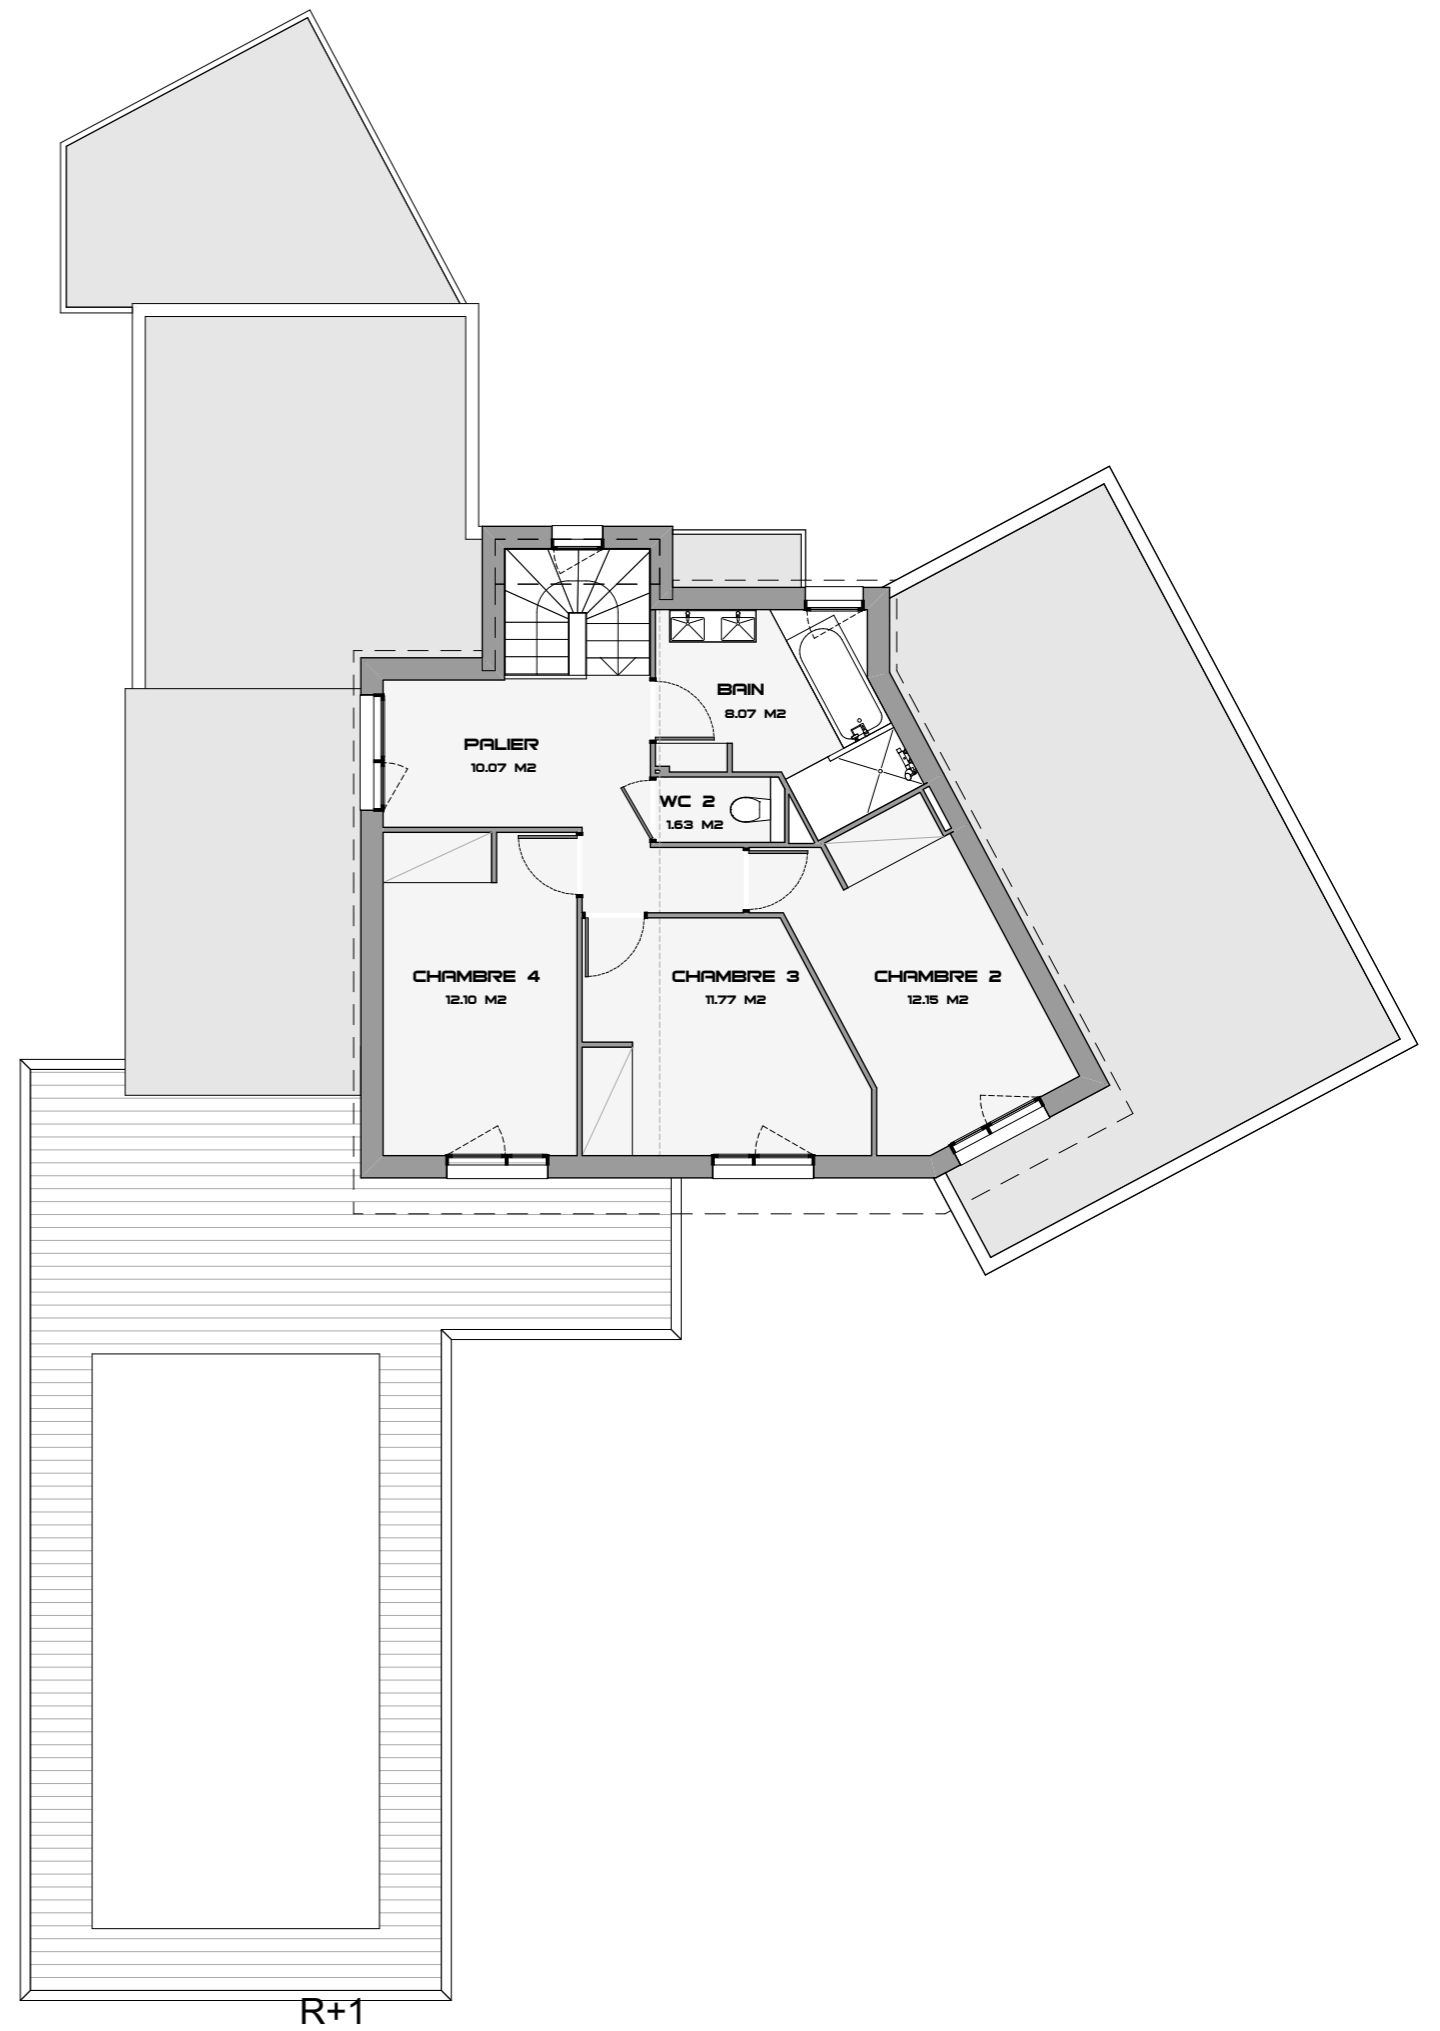 BAIN
8.07 M2
PALIER
10.07 M2
WC 2
1.63 M2
CHAMBRE 4
12.10 M2
CHAMBRE 3
11.77 M2
CHAMBRE 2
12.15 M2
R+1